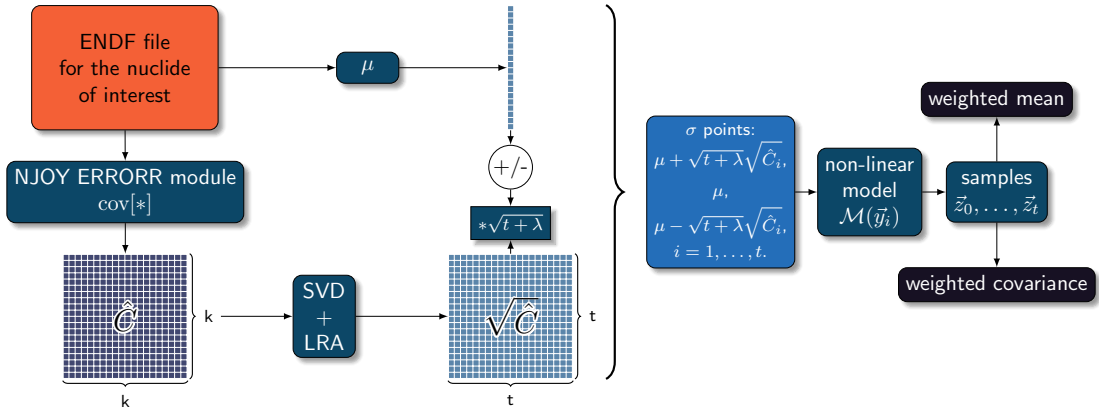 ENDF file
for the nuclide
of interest
μ
NJOY ERRORR module
cov[∗]
+/-
∗√(t + λ)
Ĉ
k
k
SVD
+
LRA
√Ĉ
t
t
σ points:
μ + √(t + λ)√Ĉᵢ,
μ,
μ − √(t + λ)√Ĉᵢ,
i = 1, . . . , t.
non-linear
model
ℳ(y⃗ᵢ)
samples
z⃗₀, . . . , z⃗ₜ
weighted mean
weighted covariance